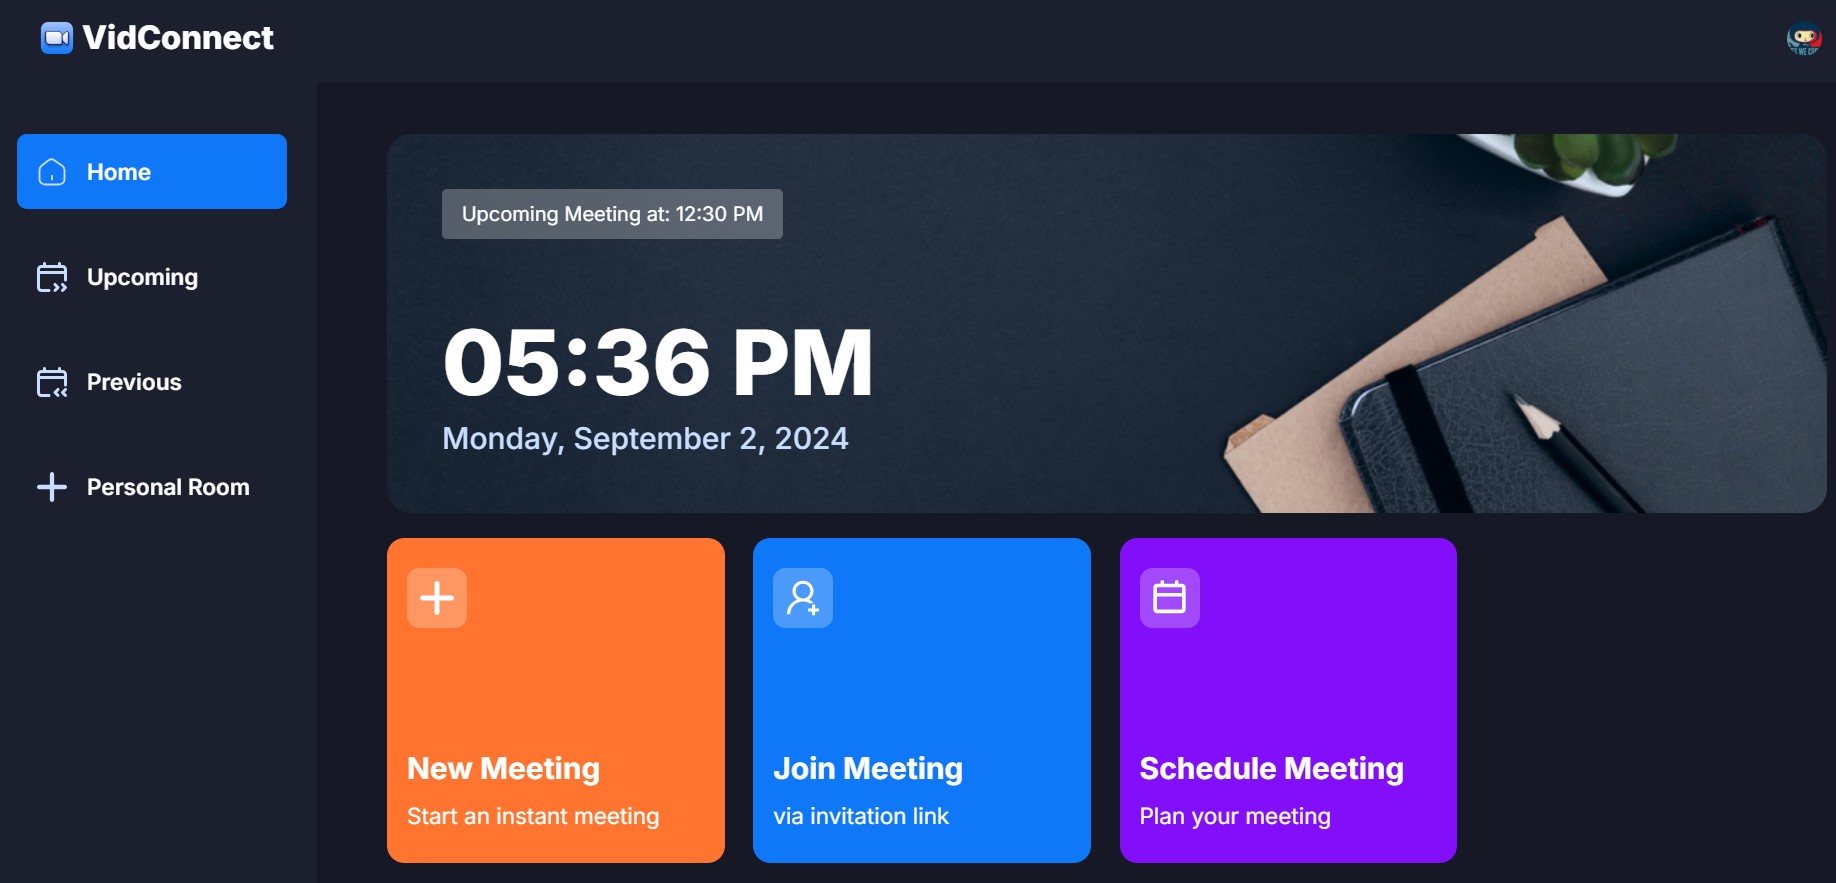 VidConnect
Home
Upcoming
Previous
Personal Room
Upcoming Meeting at: 12:30 PM
05:36 PM
Monday, September 2, 2024
New Meeting
Start an instant meeting
Join Meeting
via invitation link
Schedule Meeting
Plan your meeting